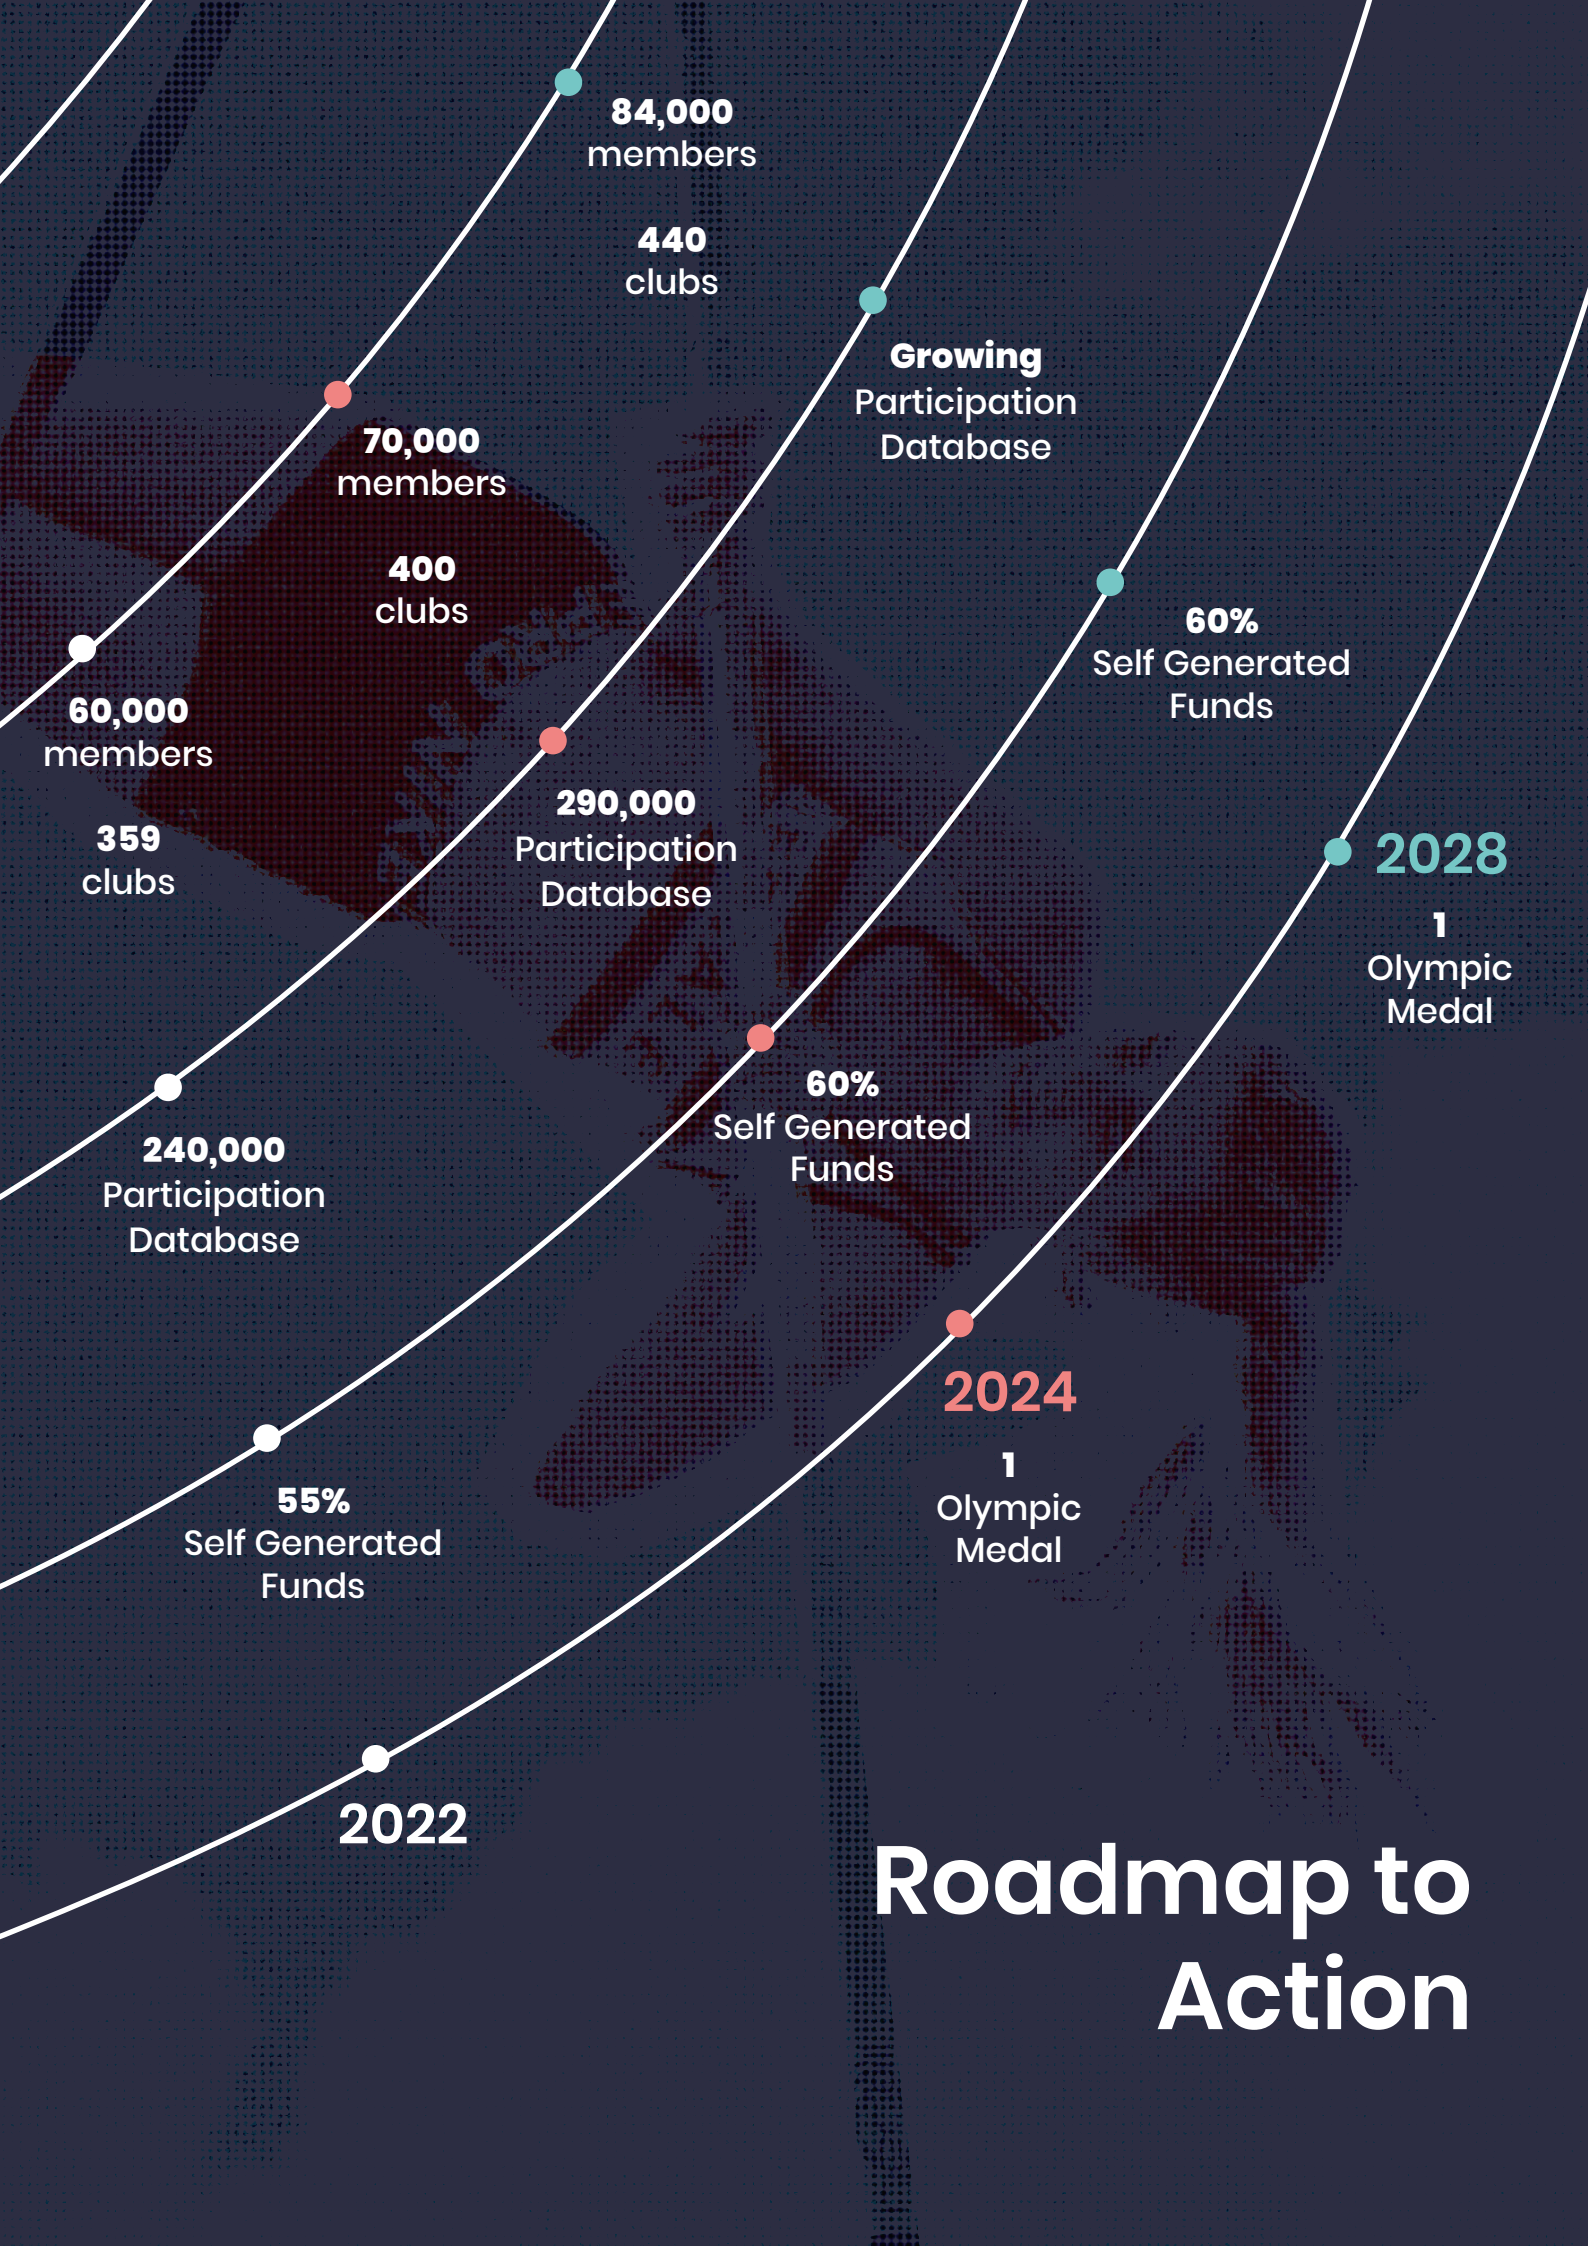 84,000
members
440
clubs
70,000
members
400
clubs
60,000
members
359
clubs
Growing
Participation
Database
290,000
Participation
Database
240,000
Participation
Database
60%
Self Generated
Funds
60%
Self Generated
Funds
55%
Self Generated
Funds
2028
1
Olympic
Medal
2024
1
Olympic
Medal
2022
Roadmap to
Action